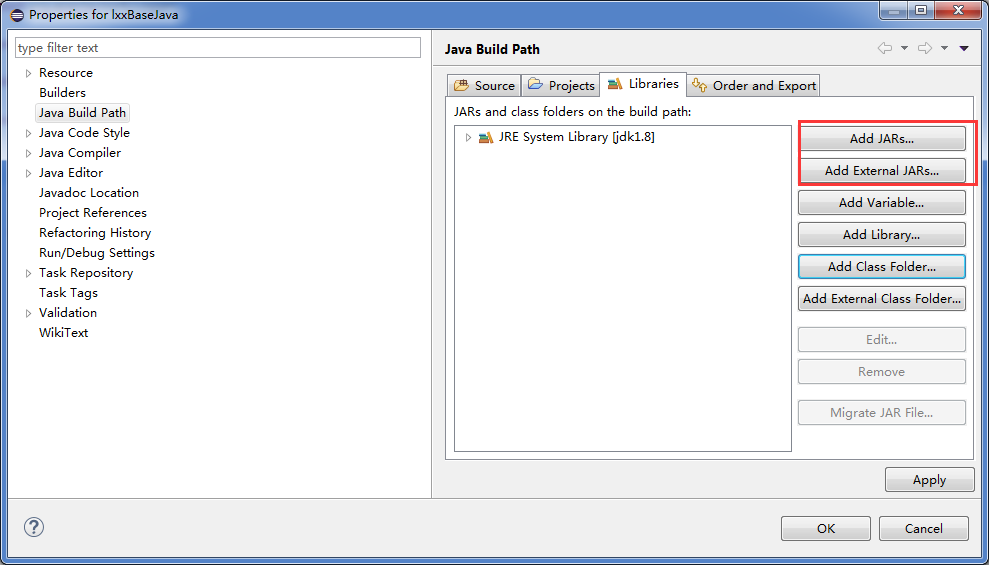 Properties for lxxBaseJava
type filter text
Resource
Builders
Java Build Path
Java Code Style
Java Compiler
Java Editor
Javadoc Location
Project References
Refactoring History
Run/Debug Settings
Task Repository
Task Tags
Validation
WikiText
Java Build Path
Source Projects Libraries Order and Export
JARs and class folders on the build path:
JRE System Library [jdk1.8]
Add JARs...
Add External JARs...
Add Variable...
Add Library...
Add Class Folder...
Add External Class Folder...
Edit...
Remove
Migrate JAR File...
Apply
?
OK Cancel